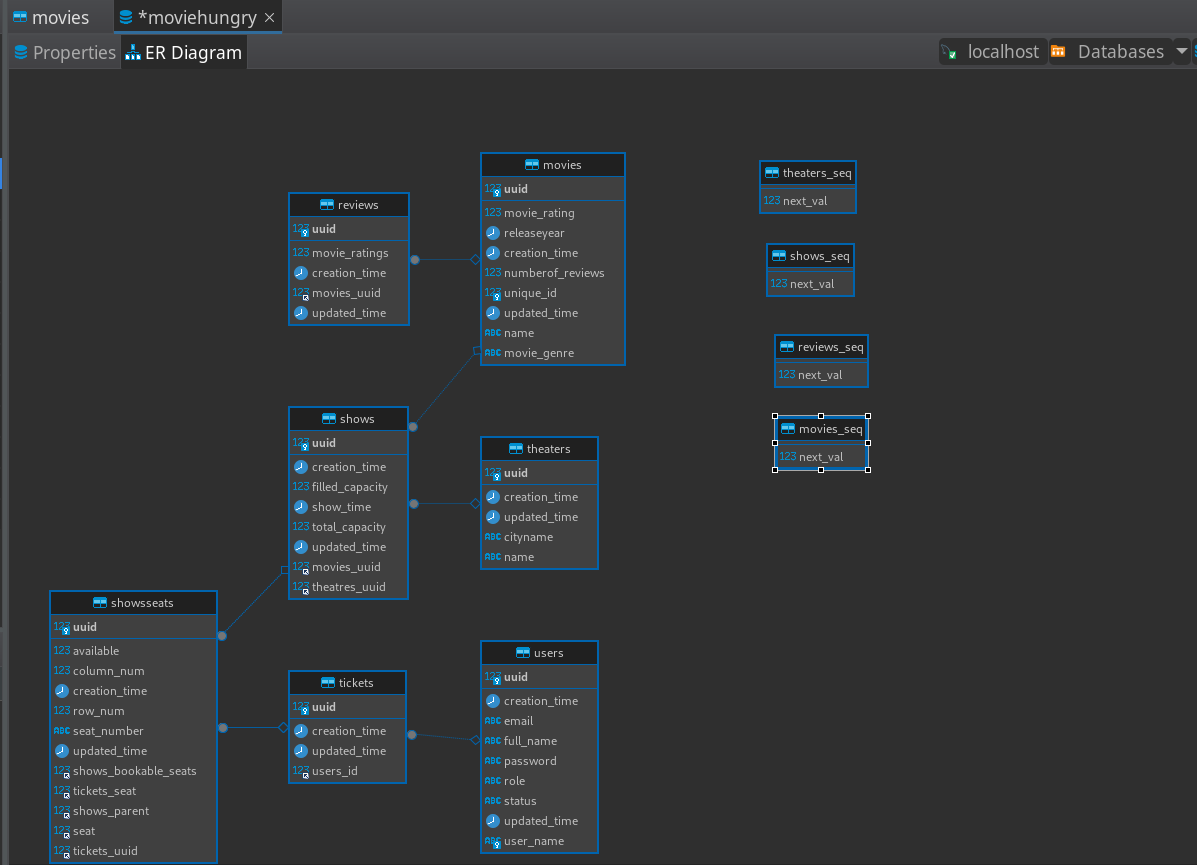 movies
*moviehungry
Properties
ER Diagram
localhost
Databases
reviews
123 uuid
123 movie_ratings
creation_time
123 movies_uuid
updated_time
movies
123 uuid
123 movie_rating
releaseyear
creation_time
123 numberof_reviews
123 unique_id
updated_time
ABC name
ABC movie_genre
theaters_seq
123 next_val
shows_seq
123 next_val
reviews_seq
123 next_val
movies_seq
123 next_val
shows
123 uuid
creation_time
123 filled_capacity
show_time
123 total_capacity
updated_time
123 movies_uuid
123 theatres_uuid
theaters
123 uuid
creation_time
updated_time
ABC cityname
ABC name
showsseats
123 uuid
123 available
123 column_num
creation_time
123 row_num
ABC seat_number
updated_time
123 shows_bookable_seats
123 tickets_seat
123 shows_parent
123 seat
123 tickets_uuid
tickets
123 uuid
creation_time
updated_time
123 users_id
users
123 uuid
creation_time
ABC email
ABC full_name
ABC password
ABC role
ABC status
updated_time
ABC user_name